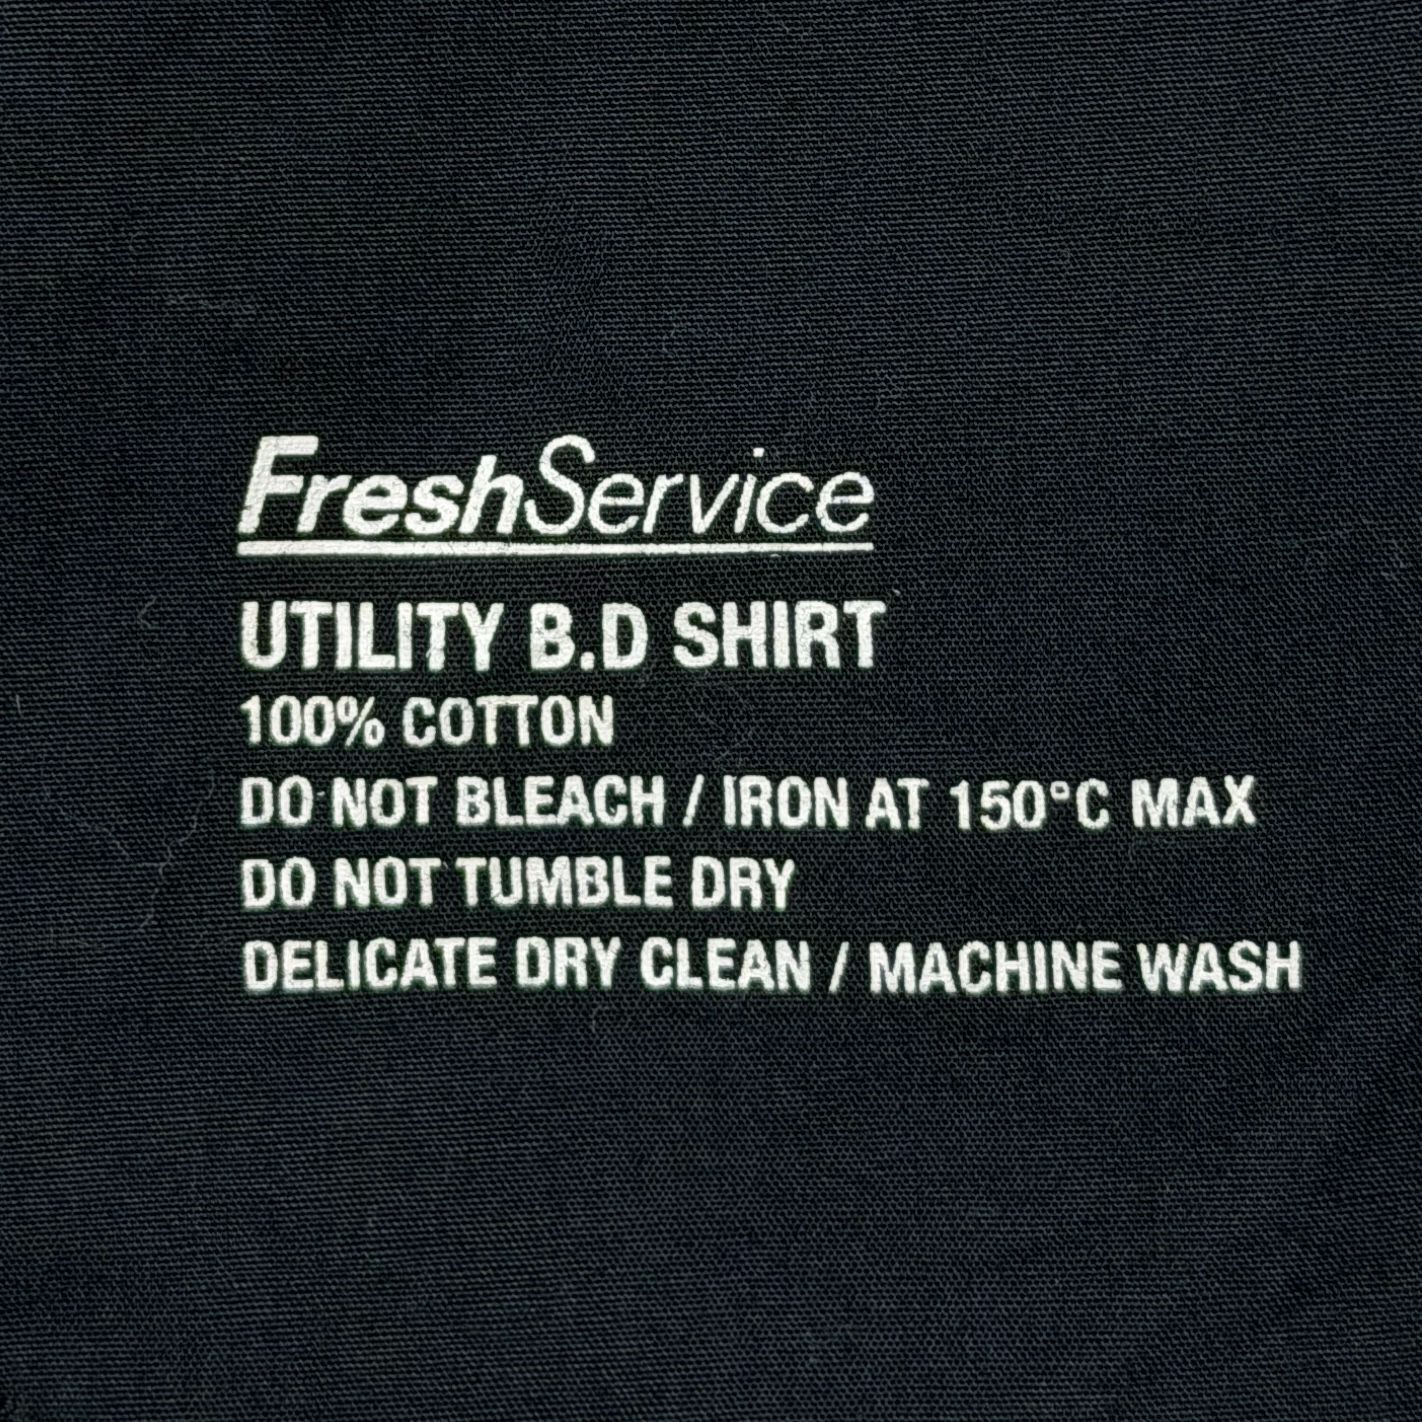 FreshService
UTILITY B.D SHIRT
100% COTTON
DO NOT BLEACH / IRON AT 150°C MAX
DO NOT TUMBLE DRY
DELICATE DRY CLEAN / MACHINE WASH